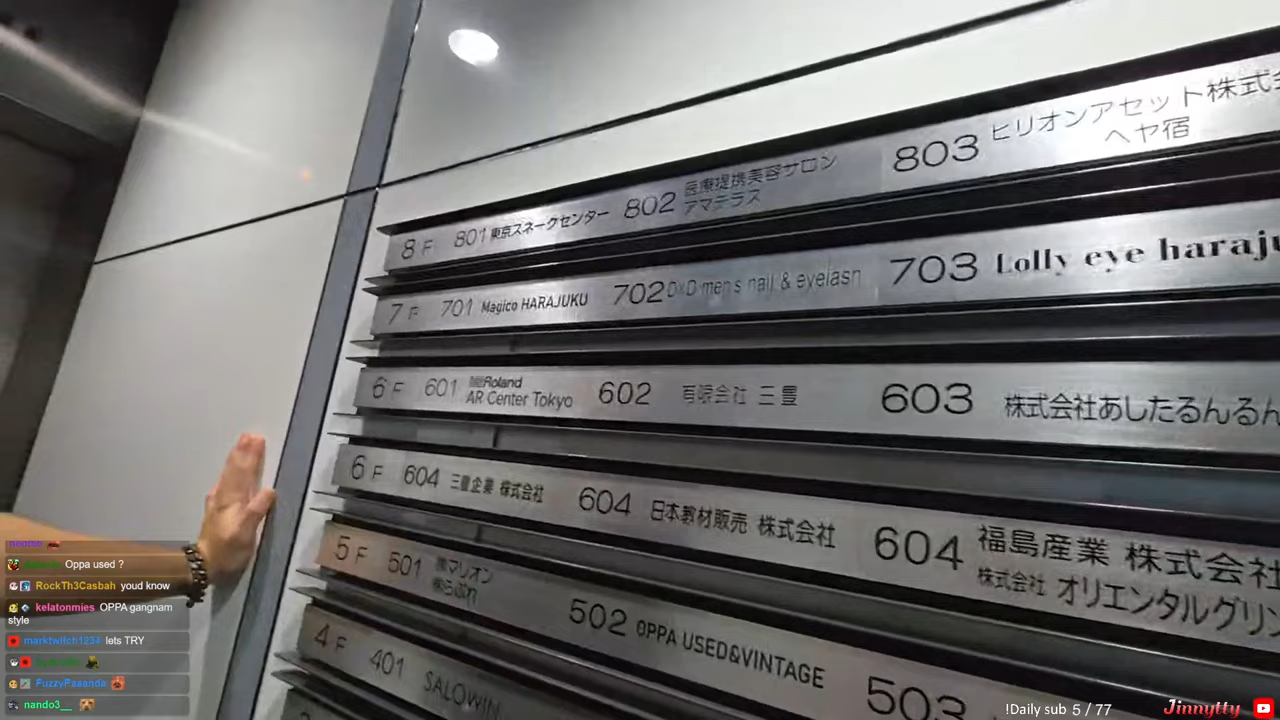 8F 801 東京スネークセンター 802 医療提携美容サロン
アマテラス
803 ヒリオンアセット株式会
ヘヤ宿
7F 701 Magico HARAJUKU 702 D×D men's nail & eyelash 703 Lolly eye haraju
6F 601 Roland
AR Center Tokyo
602 有限会社 三豊 603 株式会社あしたるんるん
6F 604 三豊企業 株式会社 604 日本教材販売 株式会社 604 福島産業 株式会社
株式会社 オリエンタルグリン
5F 501 ㈱マリオン
502 OPPA USED&VINTAGE 503
4F 401 SALOWIN
Oppa used ?
RockTh3Casbah youd know
kelatonmies OPPA gangnam
style
marktwitch1234 lets TRY
FuzzyPaaanda
nando3__
!Daily sub 5 / 77
Jinnytty